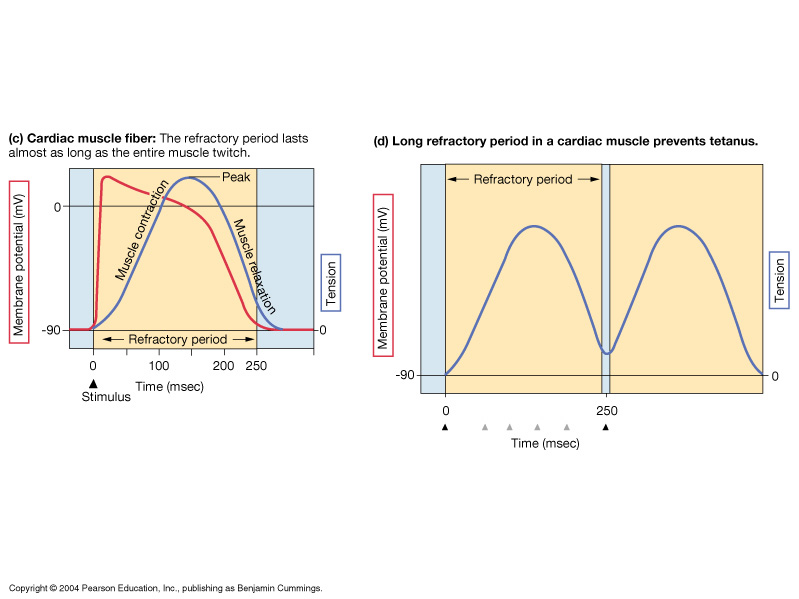 (c) Cardiac muscle fiber: The refractory period lasts
almost as long as the entire muscle twitch.
Membrane potential (mV)
0
-90
Muscle contraction
Peak
Muscle relaxation
Refractory period
Tension
0
0 100 200 250
Time (msec)
Stimulus
(d) Long refractory period in a cardiac muscle prevents tetanus.
Membrane potential (mV)
Refractory period
-90
Tension
0
0 250
Time (msec)
Copyright © 2004 Pearson Education, Inc., publishing as Benjamin Cummings.